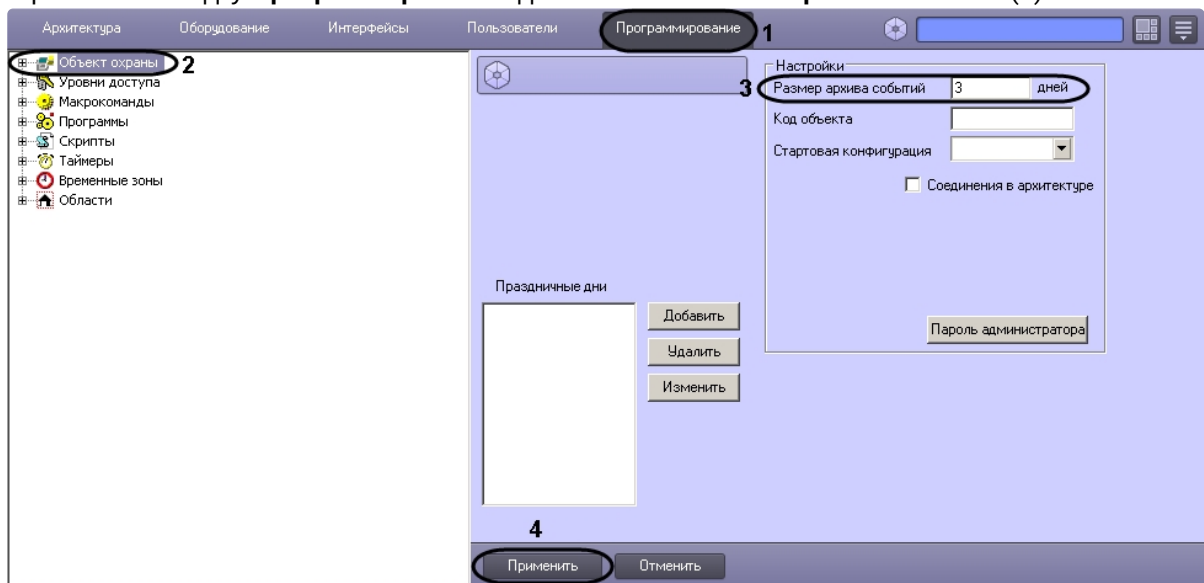 Архитектура Оборудование Интерфейсы Пользователи Программирование 1
Объект охраны 2
Уровни доступа
Макрокоманды
Программы
Скрипты
Таймеры
Временные зоны
Области
Настройки
3 Размер архива событий 3 дней
Код объекта
Стартовая конфигурация
Соединения в архитектуре
Пароль администратора
Праздничные дни
Добавить
Удалить
Изменить
4
Применить Отменить